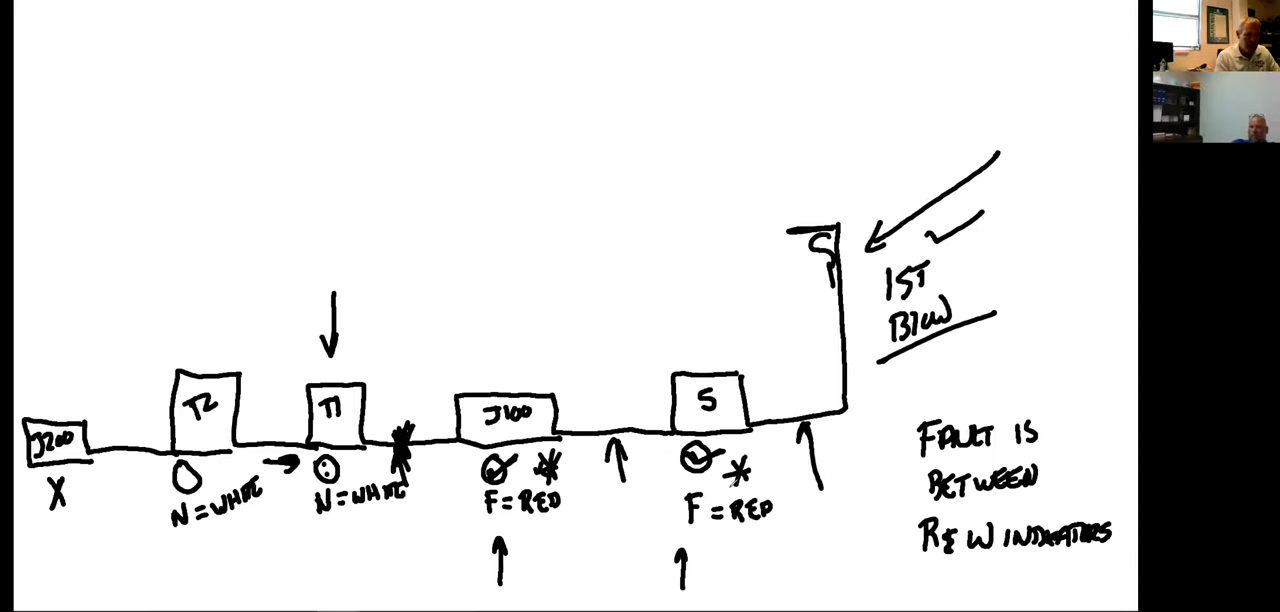 1ST
BLOW
T2
T1
J100
S
J200
X
N = WHITE
N = WHITE
F = RED
F = RED
FAULT IS
BETWEEN
R & W INDICATORS